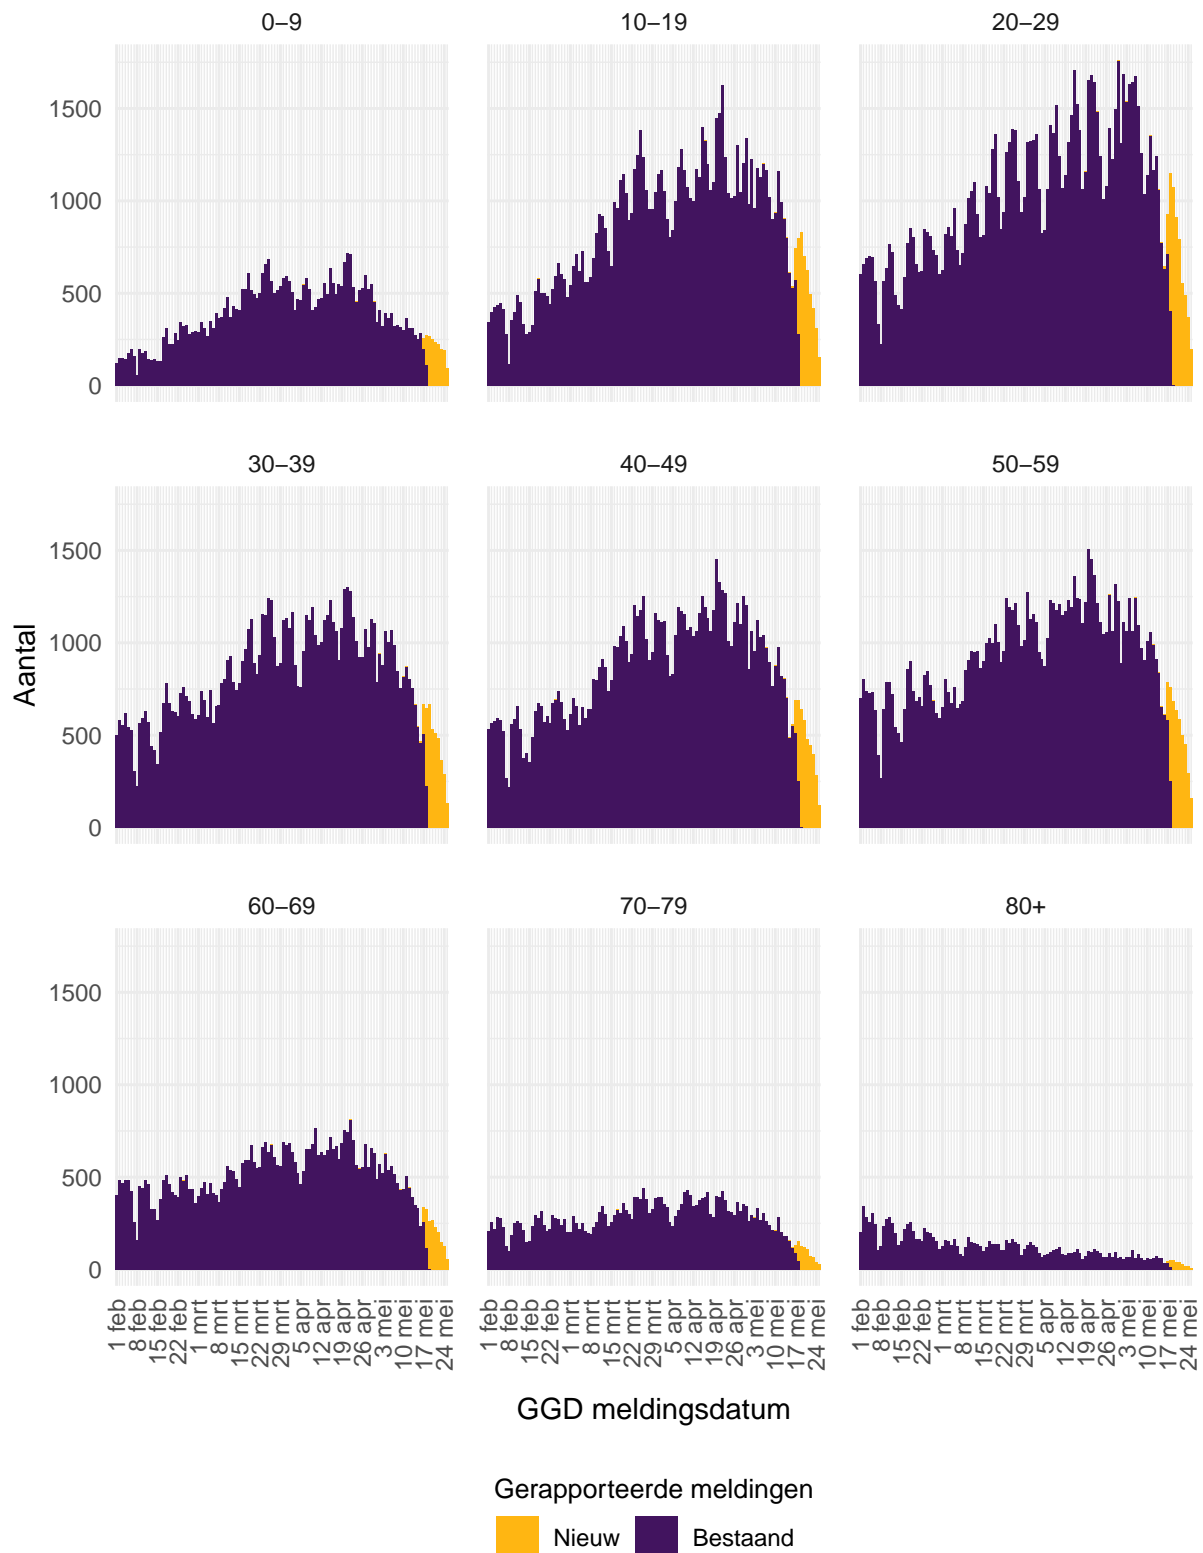 0–9 10–19 20–29
1500
1000
500
0
30–39 40–49 50–59
1500
1000
500
0
60–69 70–79 80+
1500
1000
500
0
Aantal
1 feb 8 feb 15 feb 22 feb 1 mrt 8 mrt 15 mrt 22 mrt 29 mrt 5 apr 12 apr 19 apr 26 apr 3 mei 10 mei 17 mei 24 mei
1 feb 8 feb 15 feb 22 feb 1 mrt 8 mrt 15 mrt 22 mrt 29 mrt 5 apr 12 apr 19 apr 26 apr 3 mei 10 mei 17 mei 24 mei
1 feb 8 feb 15 feb 22 feb 1 mrt 8 mrt 15 mrt 22 mrt 29 mrt 5 apr 12 apr 19 apr 26 apr 3 mei 10 mei 17 mei 24 mei
GGD meldingsdatum
Gerapporteerde meldingen
Nieuw Bestaand